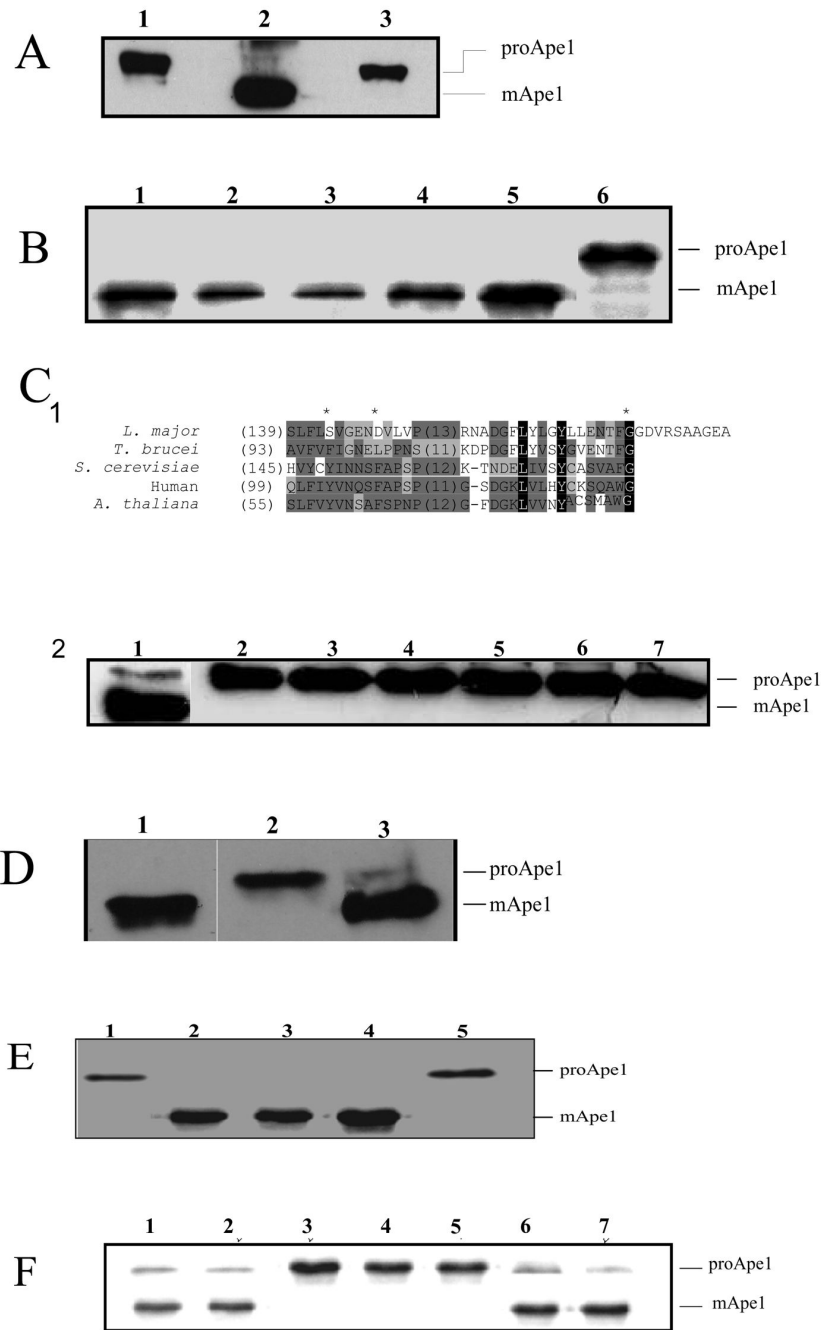 A
1 2 3
proApe1
mApe1
B
1 2 3 4 5 6
proApe1
mApe1
C
1
* * *
L. major (139) SLFLSVGENDVLVP(13)RNADGFLYLGYLLENTFGGDVRSAAGEA
T. brucei (93) AVFVFIGNELPPNS(11)KDPDGFLYVSYGVENTFG
S. cerevisiae (145) HVYCYINNSFAPSP(12)K-TNDELIVSYCASVAFG
Human (99) QLFIYVNQSFAPSP(11)G-SDGKLVLHYCKSQAWG
A. thaliana (55) SLFVYVNSAFSPNP(12)G-FDGKLVVNYACSMAWG
2
1 2 3 4 5 6 7
proApe1
mApe1
D
1 2 3
proApe1
mApe1
E
1 2 3 4 5
proApe1
mApe1
F
1 2 3 4 5 6 7
proApe1
mApe1